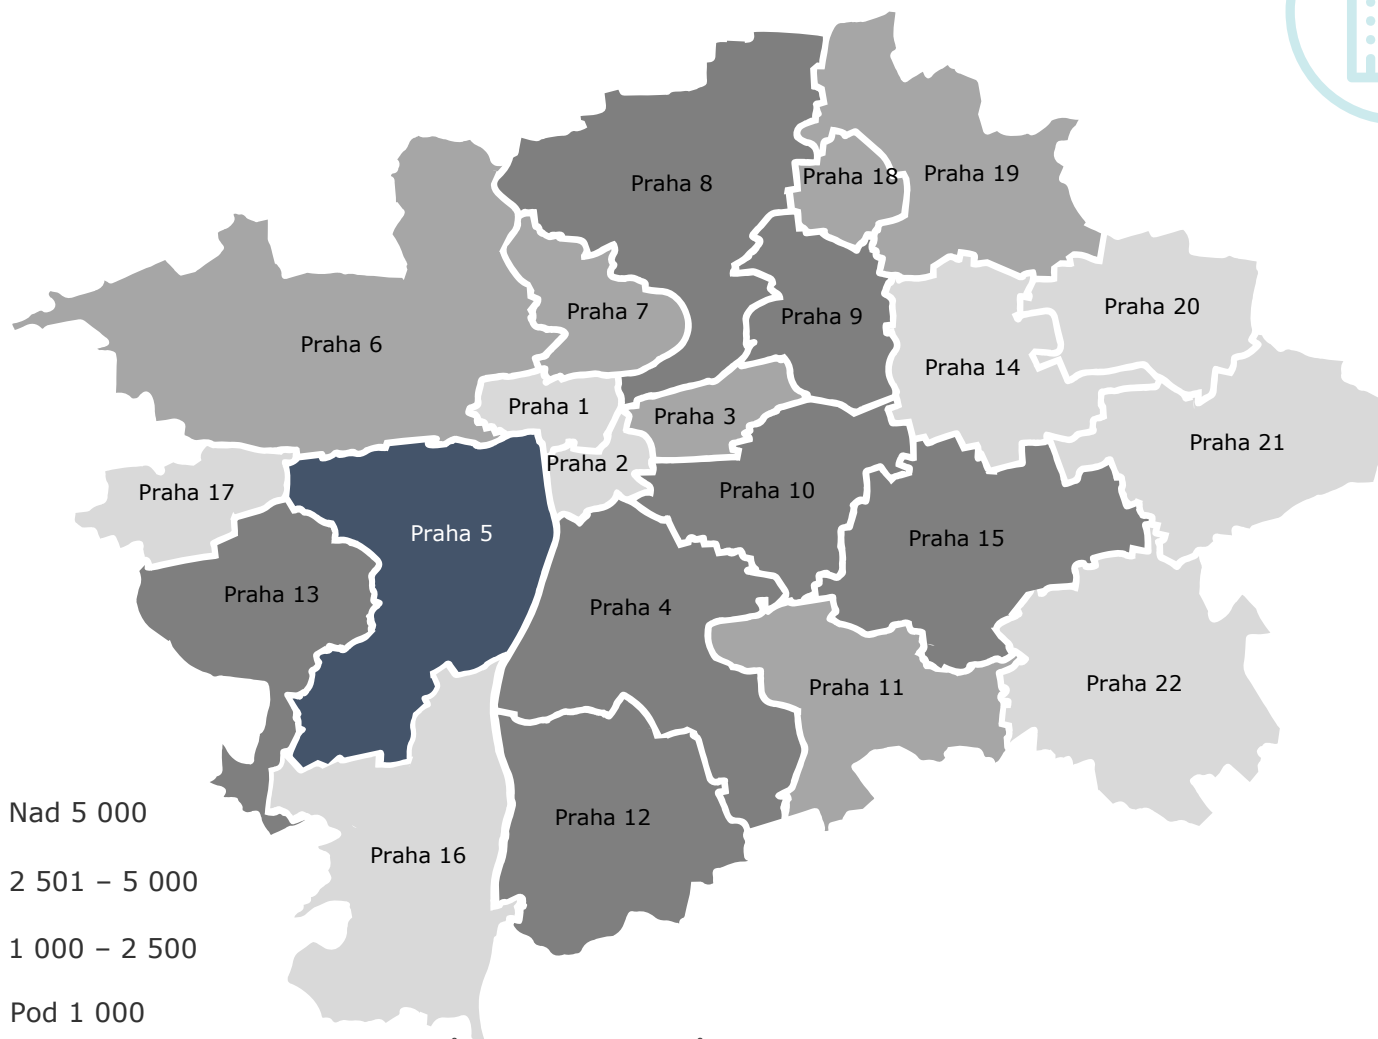 Praha 8
Praha 18
Praha 19
Praha 7
Praha 9
Praha 20
Praha 6
Praha 14
Praha 1
Praha 3
Praha 21
Praha 2
Praha 17
Praha 10
Praha 5
Praha 15
Praha 13
Praha 4
Praha 11
Praha 22
Nad 5 000
Praha 12
Praha 16
2 501 – 5 000
1 000 – 2 500
Pod 1 000